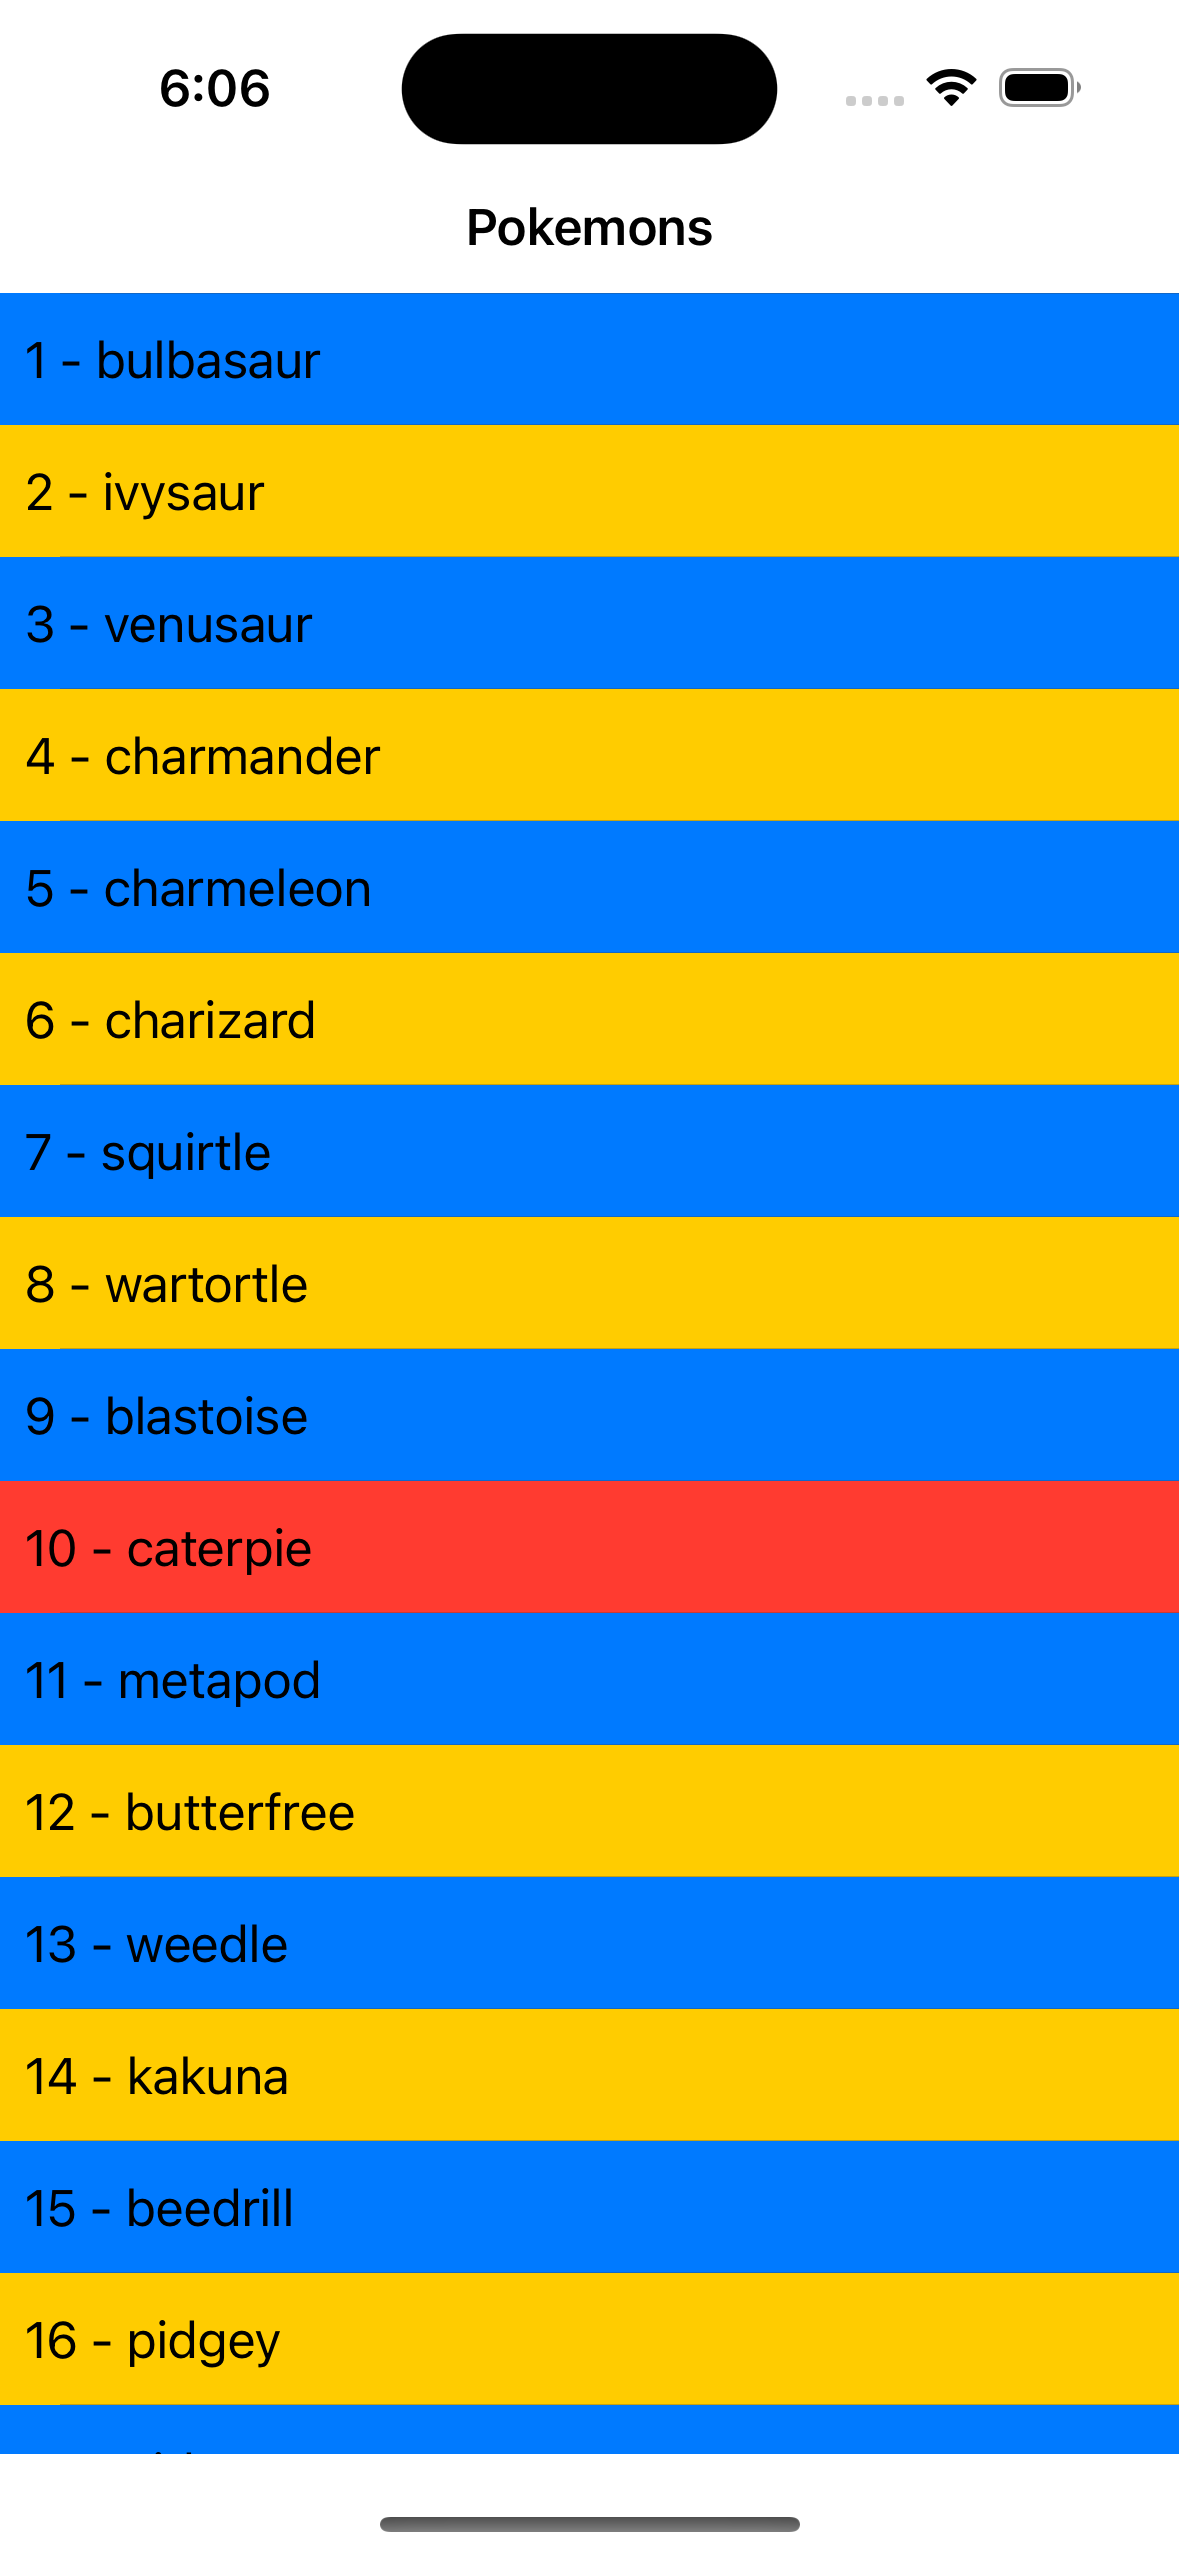 6:06
Pokemons
1 - bulbasaur
2 - ivysaur
3 - venusaur
4 - charmander
5 - charmeleon
6 - charizard
7 - squirtle
8 - wartortle
9 - blastoise
10 - caterpie
11 - metapod
12 - butterfree
13 - weedle
14 - kakuna
15 - beedrill
16 - pidgey